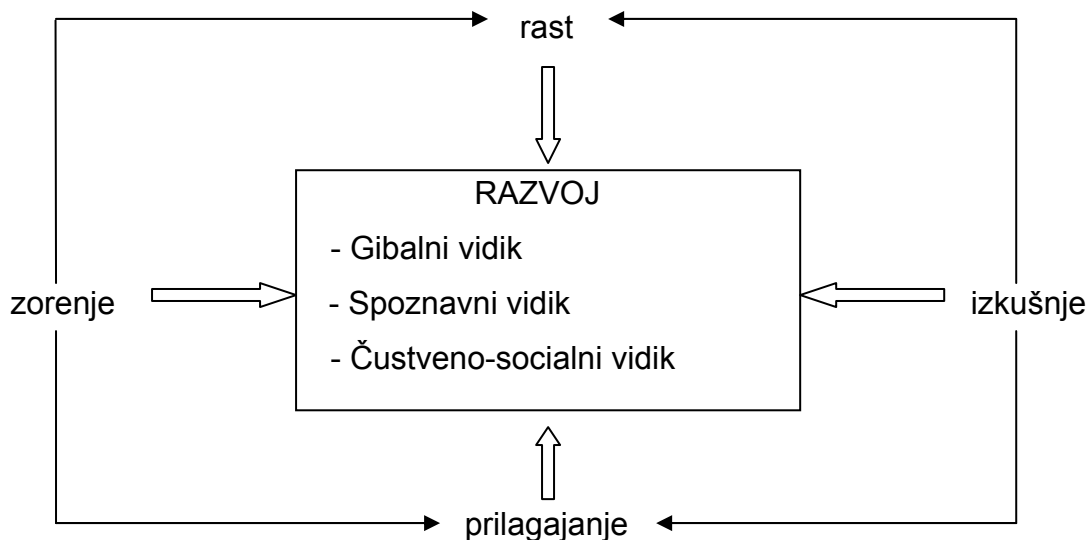 rast
RAZVOJ
- Gibalni vidik
zorenje
- Spoznavni vidik
izkušnje
- Čustveno-socialni vidik
prilagajanje